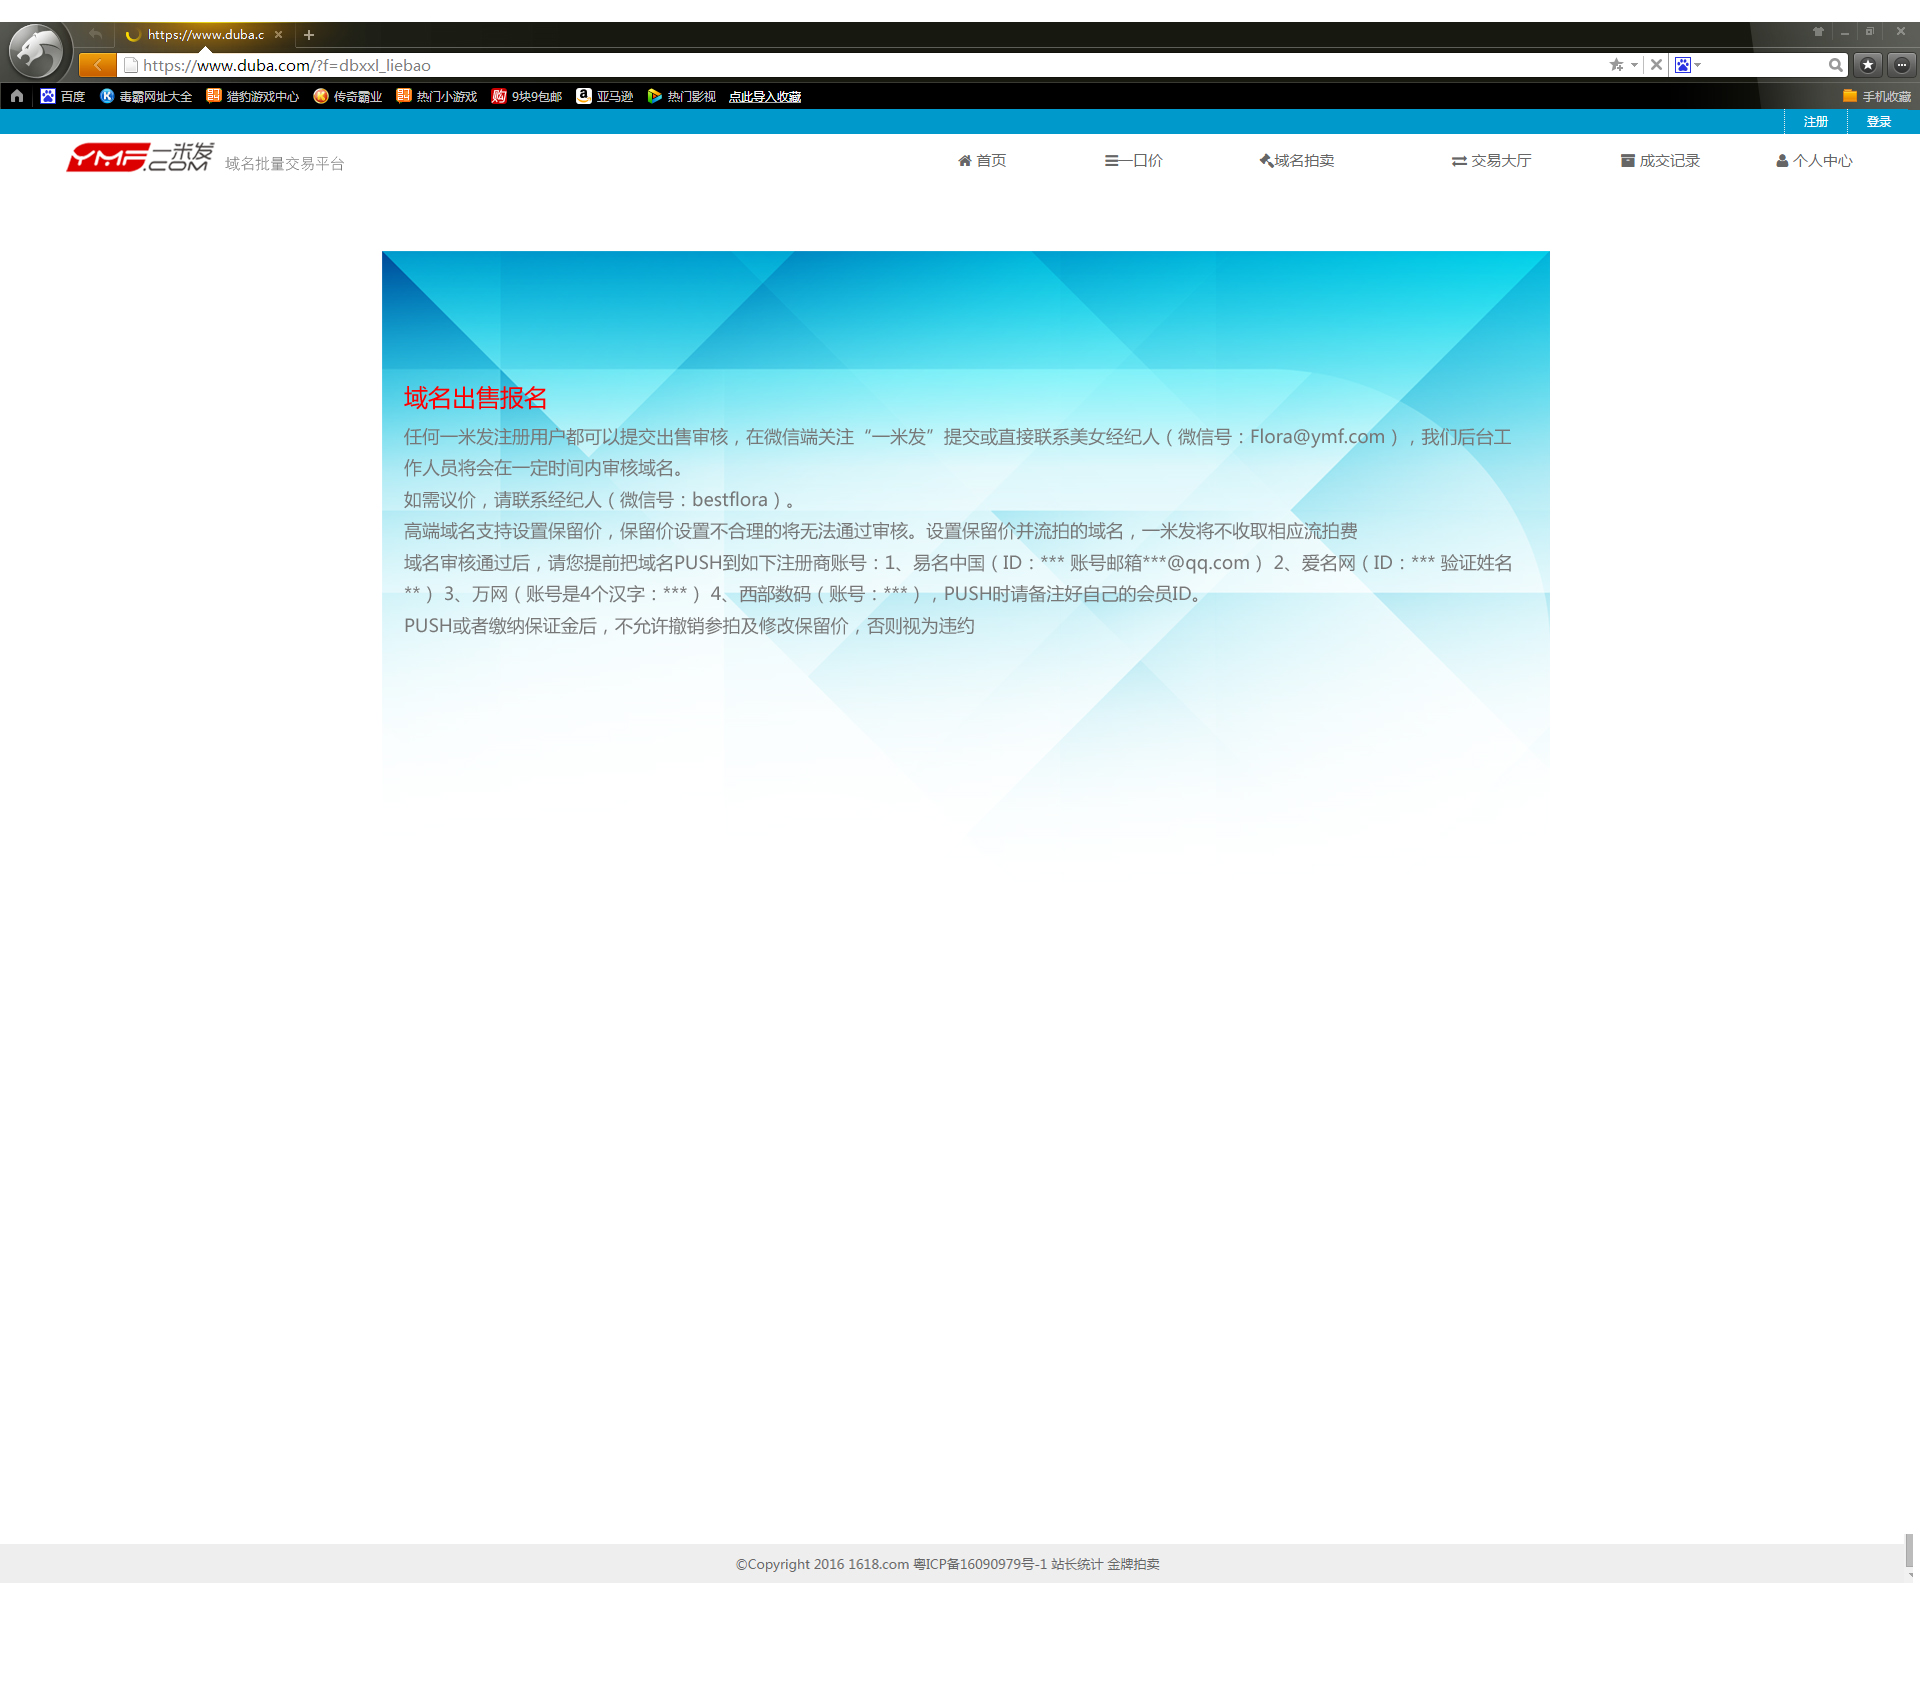 https://www.duba.c
https://www.duba.com/?f=dbxxl_liebao
百度 毒霸网址大全 猎豹游戏中心 传奇霸业 热门小游戏 9块9包邮 亚马逊 热门影视 点此导入收藏 手机收藏
注册 登录
YMF一米发.COM 域名批量交易平台 首页 一口价 域名拍卖 交易大厅 成交记录 个人中心
域名出售报名
任何一米发注册用户都可以提交出售审核，在微信端关注“一米发”提交或直接联系美女经纪人（微信号：Flora@ymf.com），我们后台工
作人员将会在一定时间内审核域名。
如需议价，请联系经纪人（微信号：bestflora）。
高端域名支持设置保留价，保留价设置不合理的将无法通过审核。设置保留价并流拍的域名，一米发将不收取相应流拍费
域名审核通过后，请您提前把域名PUSH到如下注册商账号：1、易名中国（ID：*** 账号邮箱***@qq.com） 2、爱名网（ID：*** 验证姓名
**） 3、万网（账号是4个汉字：***） 4、西部数码（账号：***），PUSH时请备注好自己的会员ID。
PUSH或者缴纳保证金后，不允许撤销参拍及修改保留价，否则视为违约
©Copyright 2016 1618.com 粤ICP备16090979号-1 站长统计 金牌拍卖